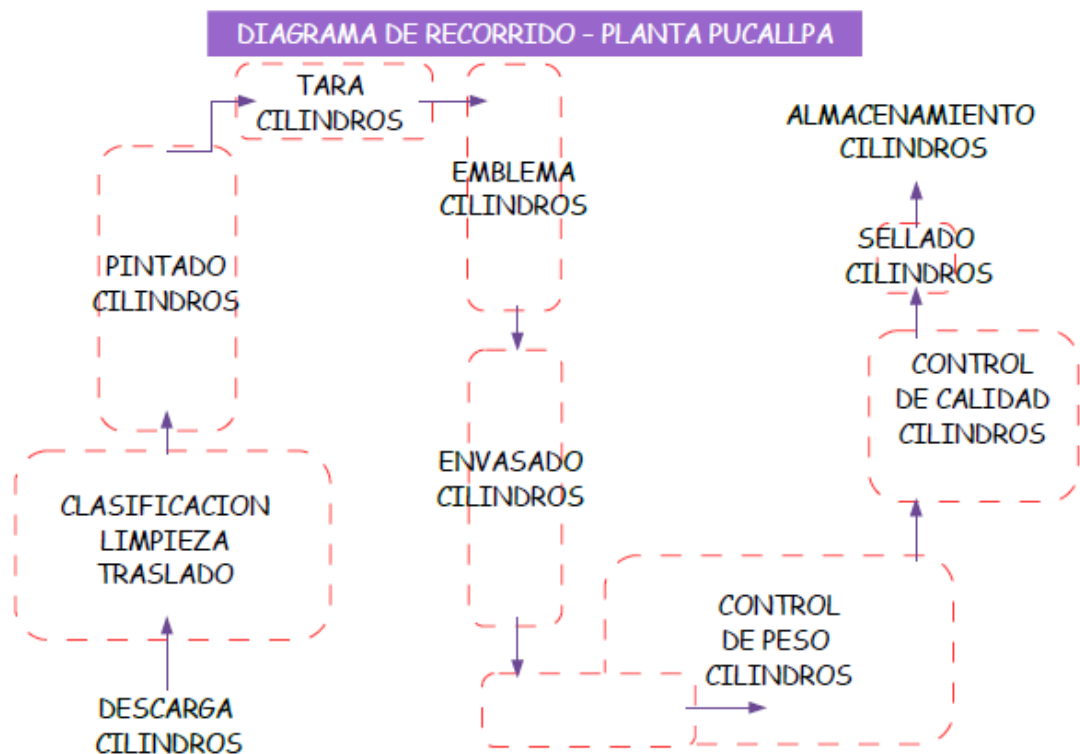 DIAGRAMA DE RECORRIDO - PLANTA PUCALLPA
TARA
CILINDROS
EMBLEMA
CILINDROS
ALMACENAMIENTO
CILINDROS
PINTADO
CILINDROS
SELLADO
CILINDROS
CONTROL
DE CALIDAD
CILINDROS
ENVASADO
CILINDROS
CLASIFICACION
LIMPIEZA
TRASLADO
CONTROL
DE PESO
CILINDROS
DESCARGA
CILINDROS